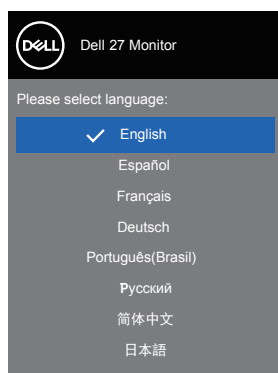 DELL
Dell 27 Monitor
Please select language:
English
Español
Français
Deutsch
Português(Brasil)
Русский
简体中文
日本語